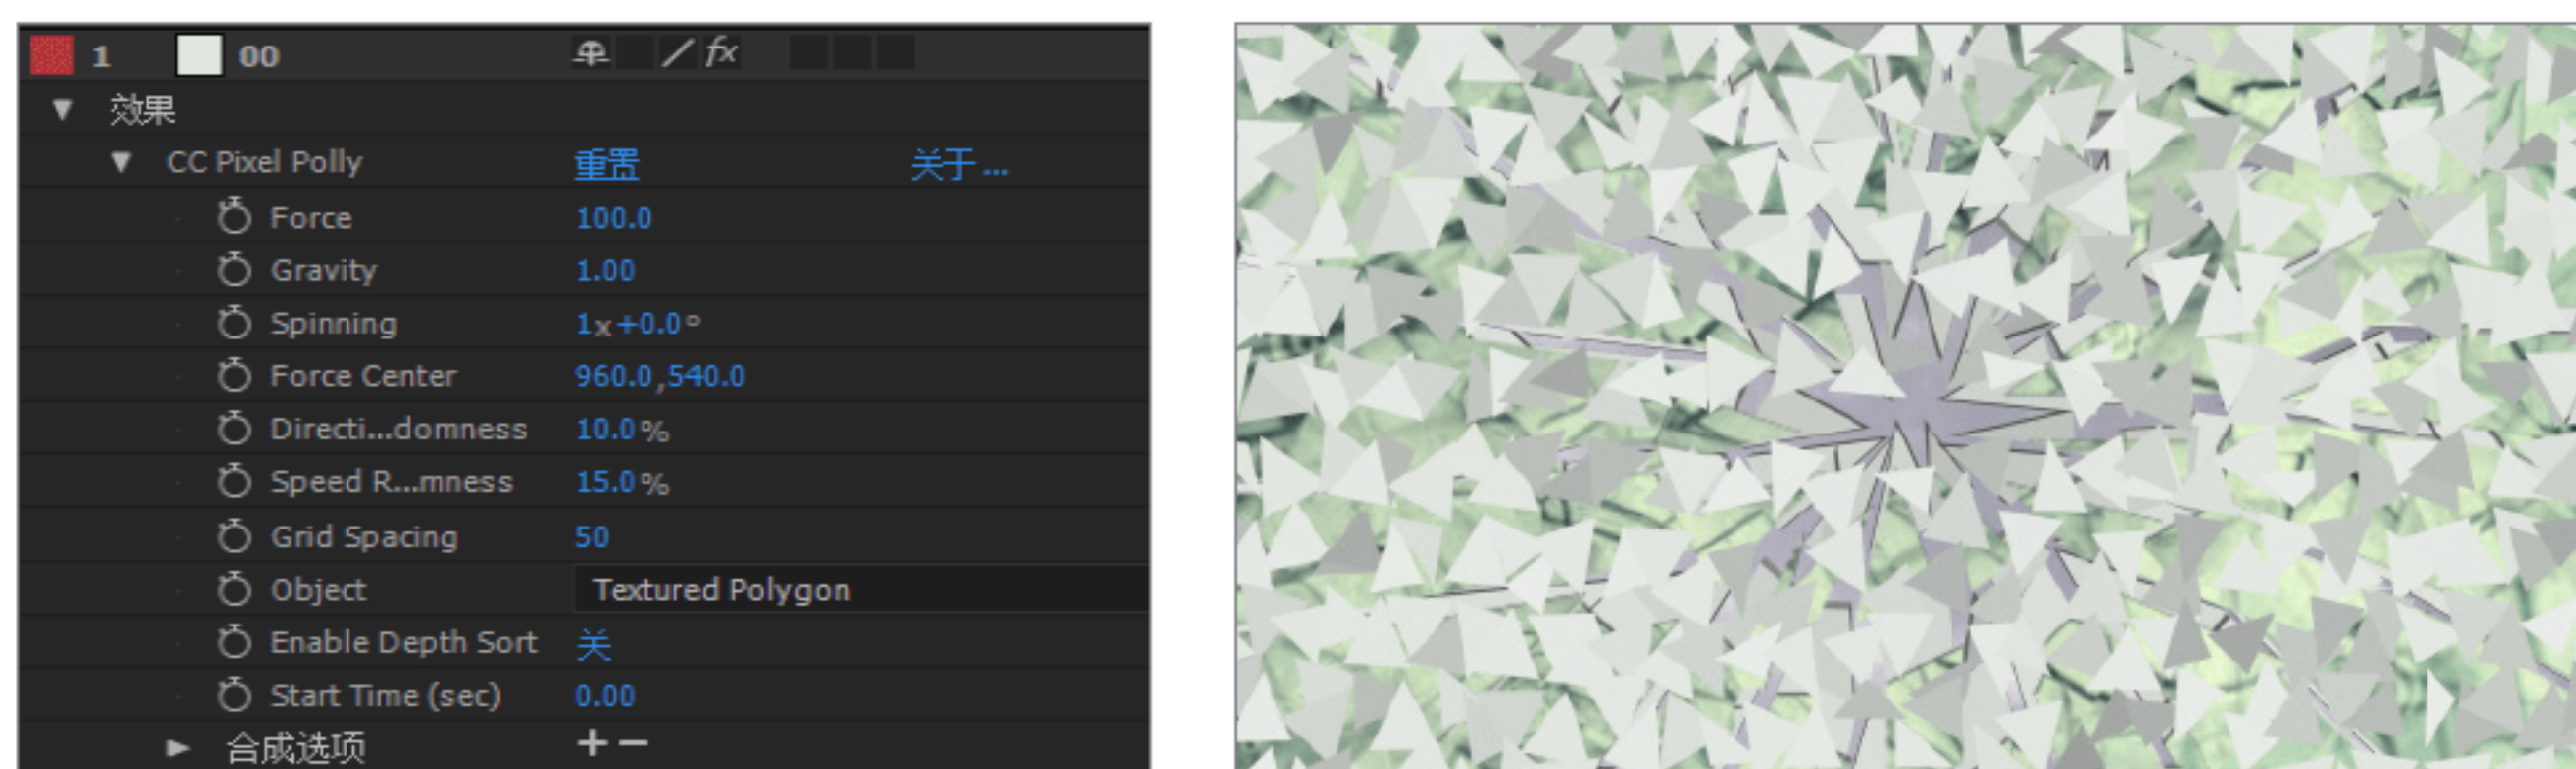 1 00 fx
效果
CC Pixel Polly 重置 关于...
Force 100.0
Gravity 1.00
Spinning 1x+0.0°
Force Center 960.0,540.0
Directi...domness 10.0%
Speed R...mness 15.0%
Grid Spacing 50
Object Textured Polygon
Enable Depth Sort 关
Start Time (sec) 0.00
合成选项 + −